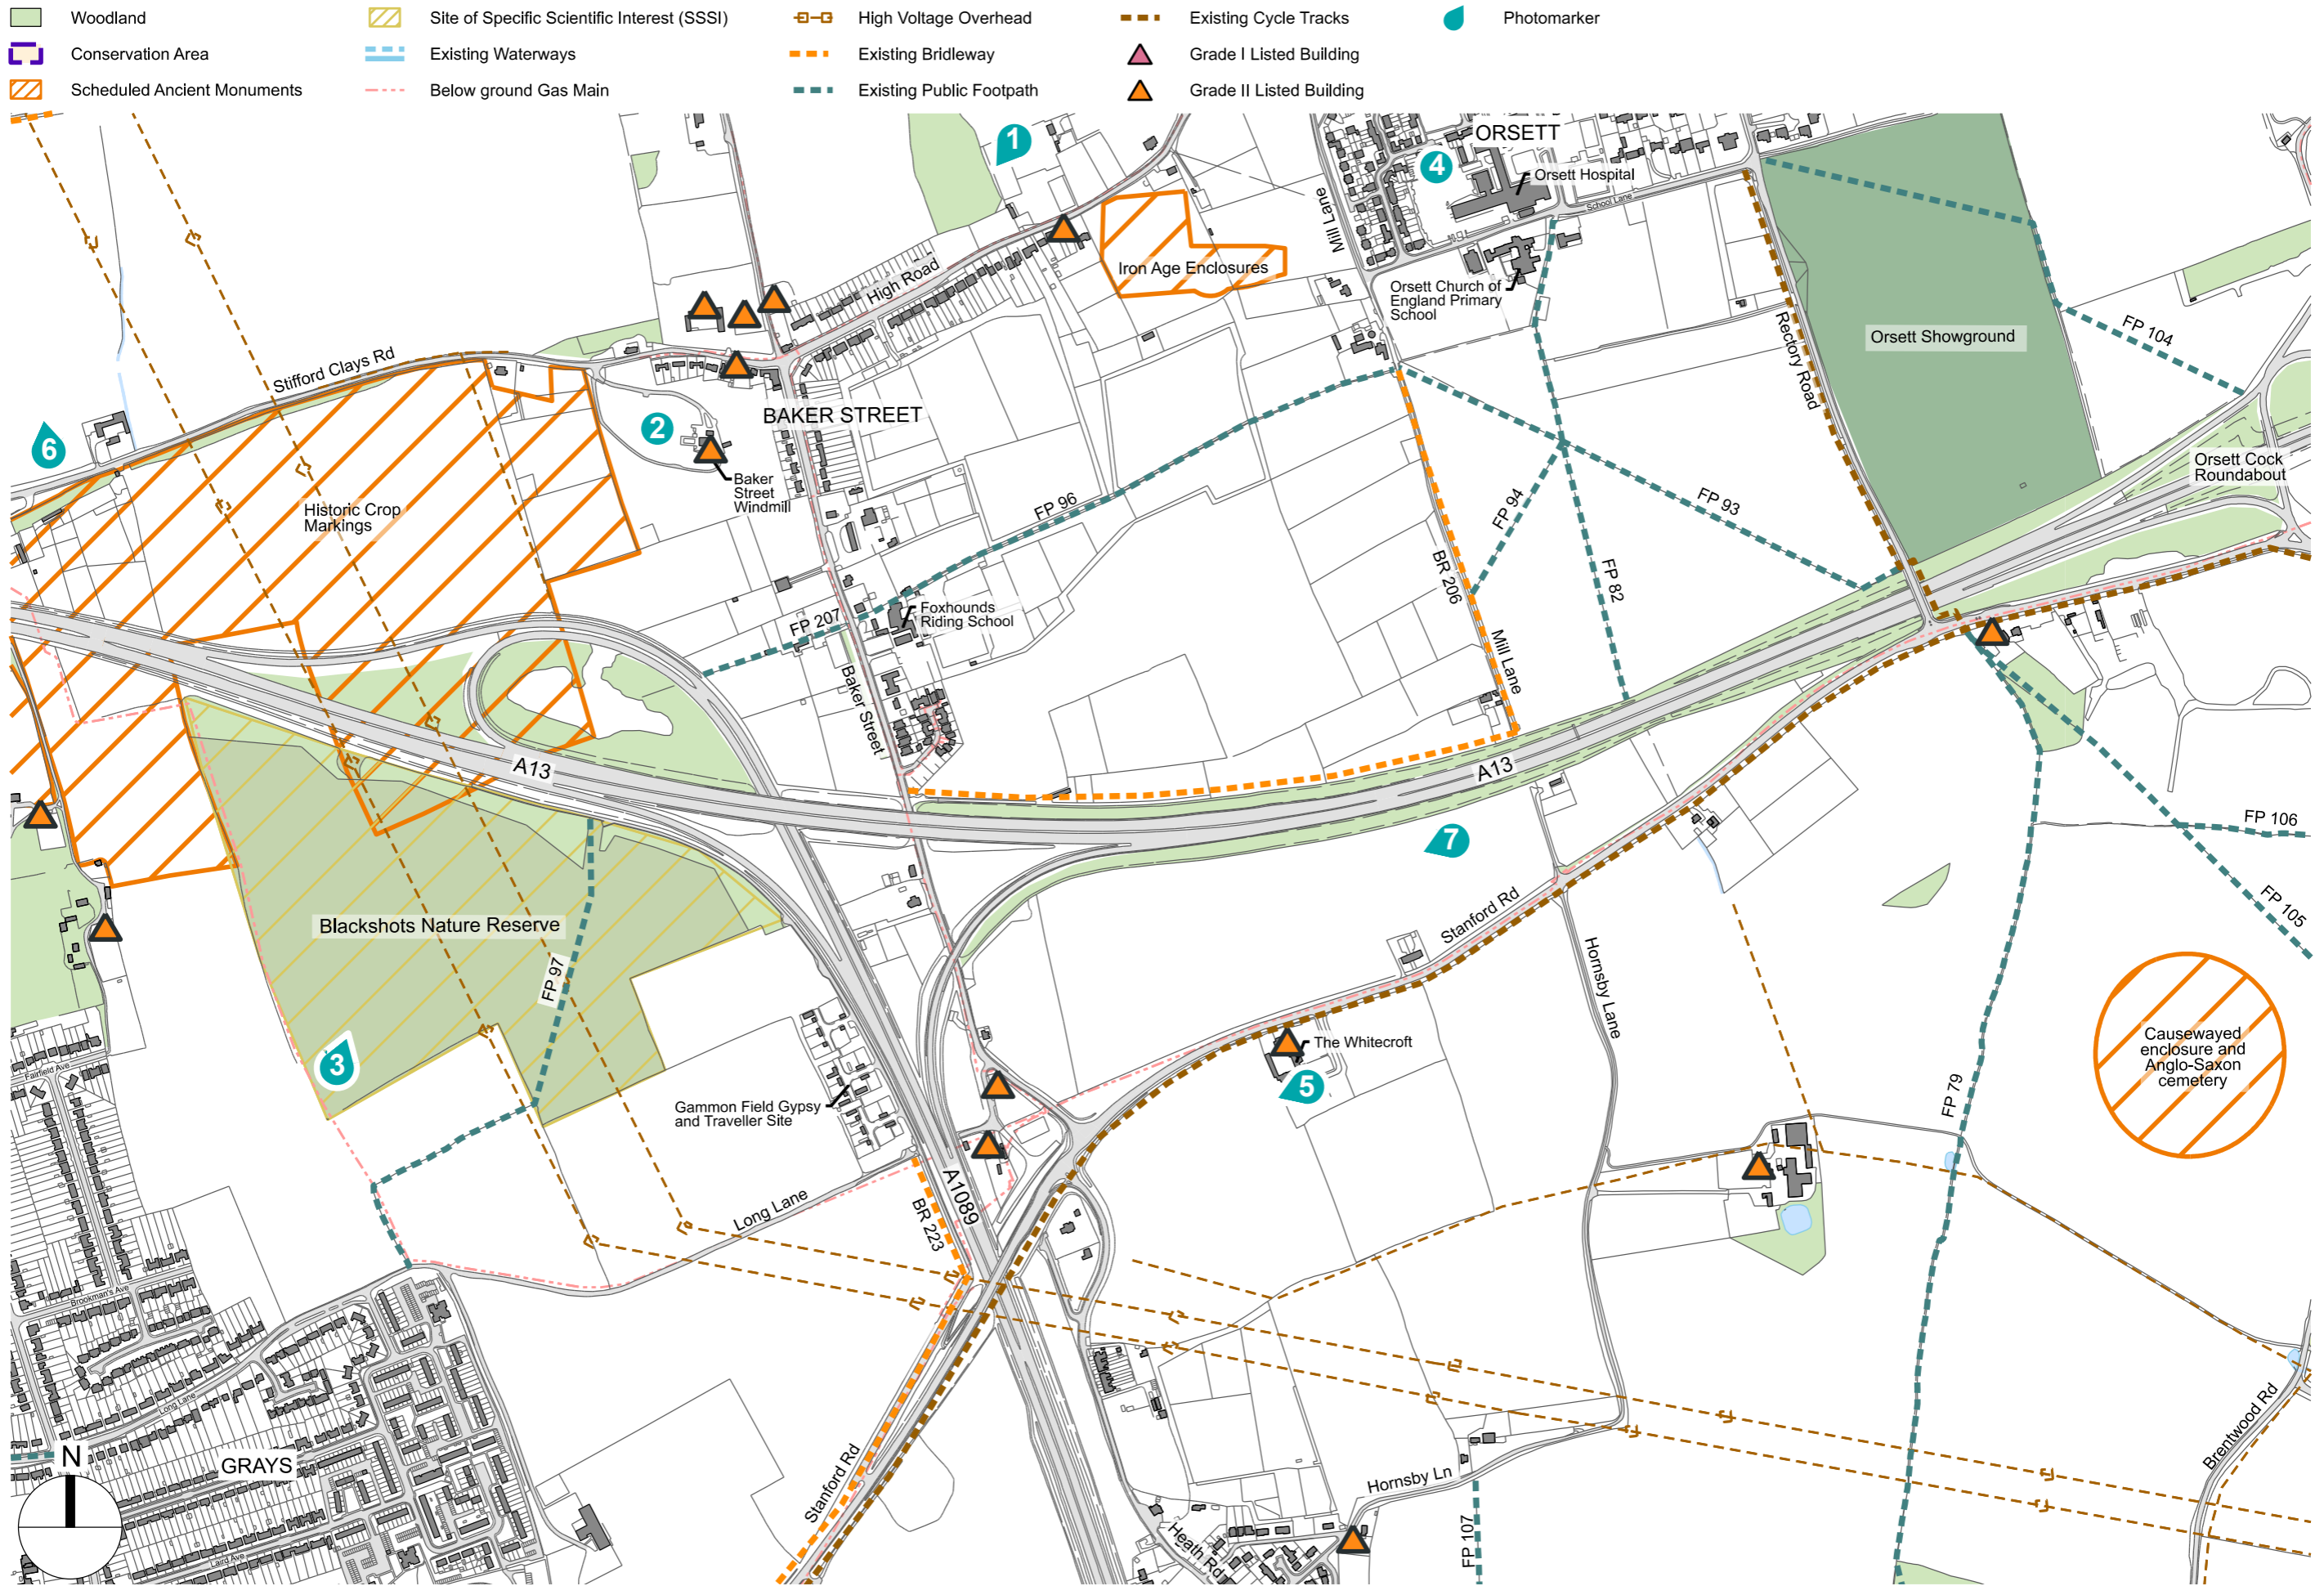 Woodland
Site of Specific Scientific Interest (SSSI)
High Voltage Overhead
Existing Cycle Tracks
Photomarker
Conservation Area
Existing Waterways
Existing Bridleway
Grade I Listed Building
Scheduled Ancient Monuments
Below ground Gas Main
Existing Public Footpath
Grade II Listed Building
1
ORSETT
4
Orsett Hospital
School Lane
Mill Lane
High Road
Iron Age Enclosures
Orsett Church of
England Primary
School
Rectory Road
Orsett Showground
FP 104
Stifford Clays Rd
BAKER STREET
2
6
Baker
Street
Windmill
Historic Crop
Markings
FP 96
FP 94
FP 93
Orsett Cock
Roundabout
BR 206
FP 82
FP 207
Foxhounds
Riding School
Baker Street
Mill Lane
A13
A13
7
FP 106
FP 105
Blackshots Nature Reserve
FP 97
Stanford Rd
Hornsby Lane
3
The Whitecroft
5
Causewayed
enclosure and
Anglo-Saxon
cemetery
FP 79
Fairfield Ave
Gammon Field Gypsy
and Traveller Site
A1089
BR 223
Long Lane
Brookman's Ave
Long Lane
N
GRAYS
Laird Ave
Stanford Rd
Hornsby Ln
Heath Rd
FP 107
Brentwood Rd